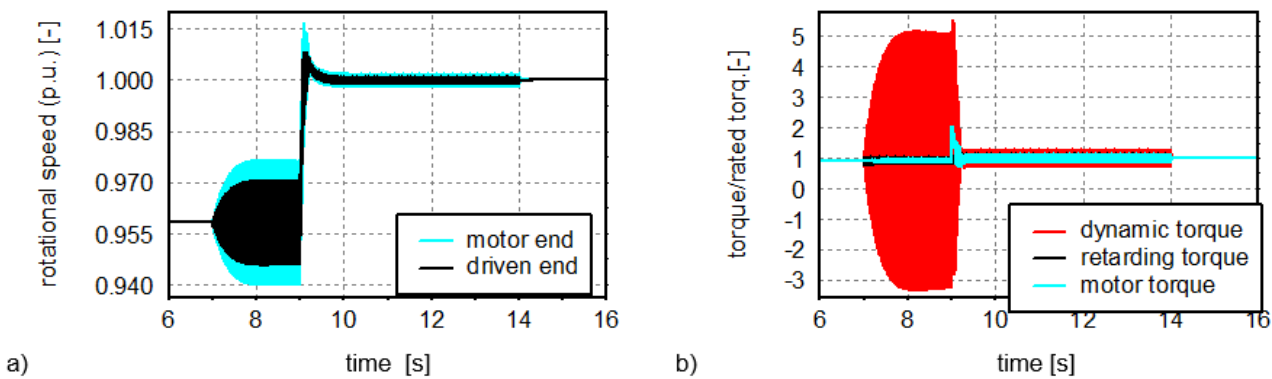 rotational speed (p.u.) [-]
1.015
1.000
0.985
0.970
0.955
0.940
motor end
driven end
6 8 10 12 14 16
time [s]
a)
torque/rated torq.[-]
5
4
3
2
1
0
-1
-2
-3
dynamic torque
retarding torque
motor torque
6 8 10 12 14 16
time [s]
b)